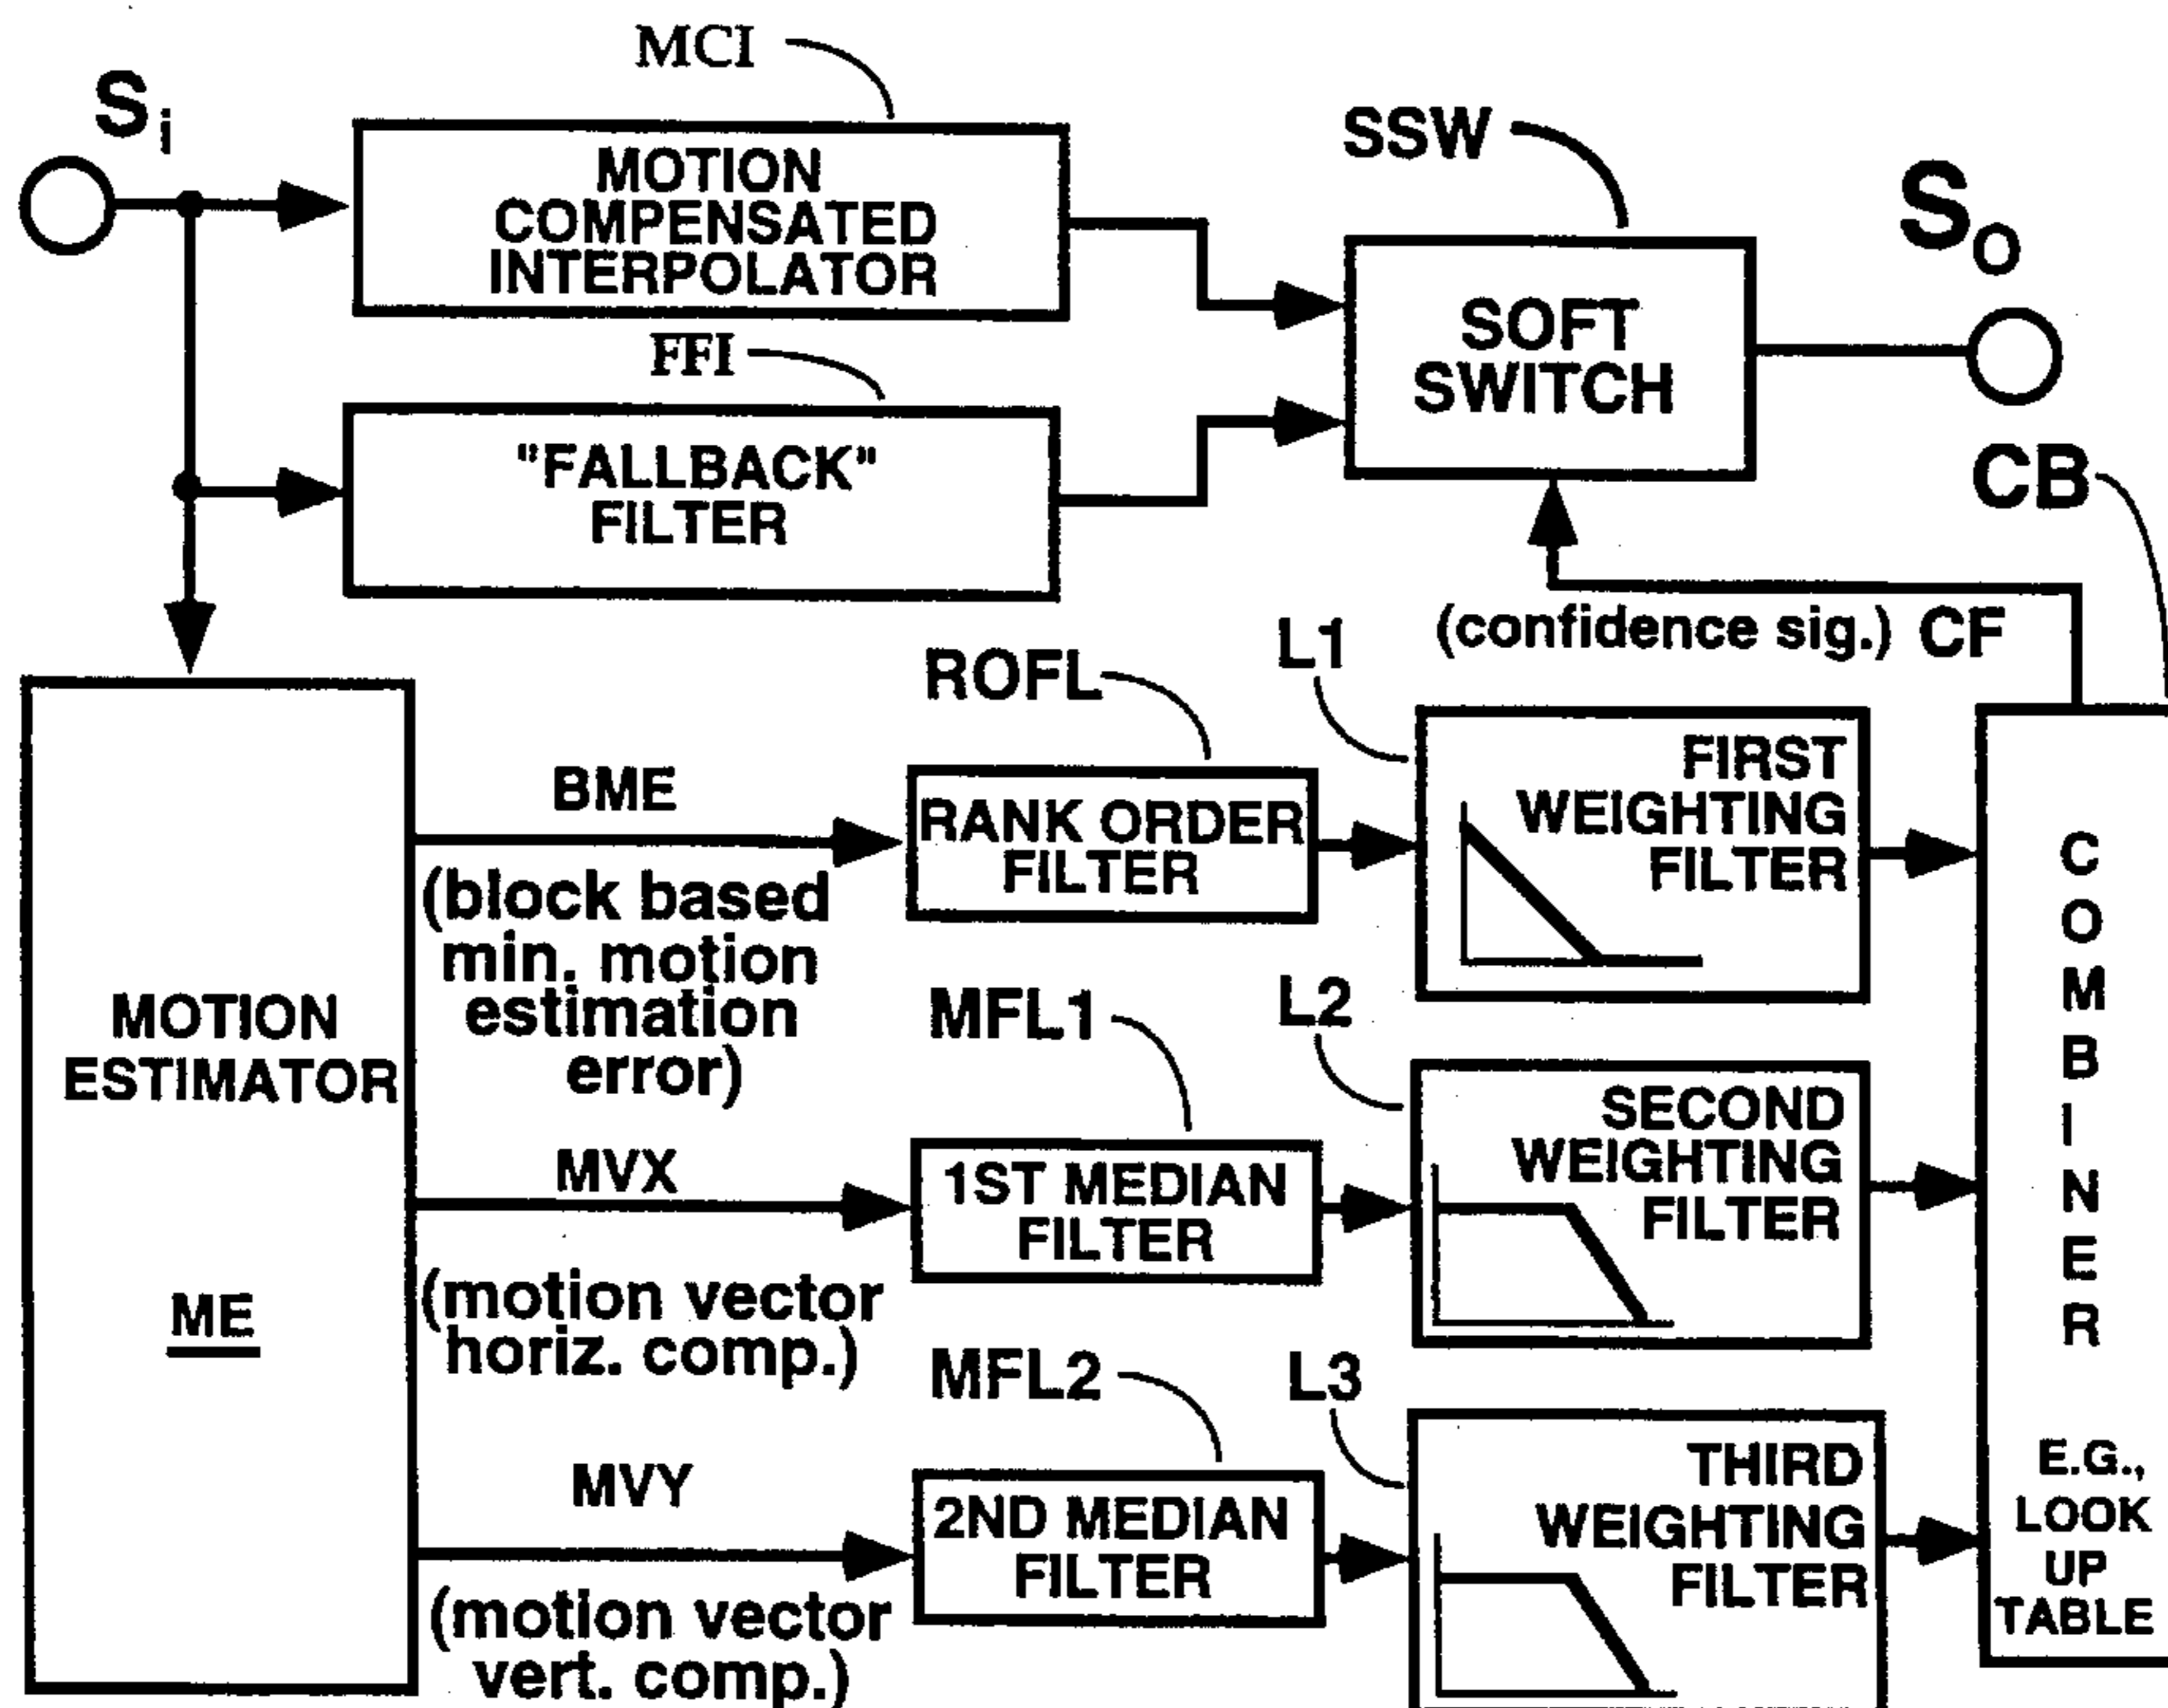 MCI
Si
MOTION
COMPENSATED
INTERPOLATOR
SSW
SO
SOFT
SWITCH
FFI
"FALLBACK"
FILTER
CB
(confidence sig.) CF
MOTION
ESTIMATOR
ME
BME
(block based
min. motion
estimation
error)
ROFL
RANK ORDER
FILTER
L1
FIRST
WEIGHTING
FILTER
MVX
(motion vector
horiz. comp.)
MFL1
1ST MEDIAN
FILTER
L2
SECOND
WEIGHTING
FILTER
MVY
(motion vector
vert. comp.)
MFL2
2ND MEDIAN
FILTER
L3
THIRD
WEIGHTING
FILTER
COMBINER
E.G.,
LOOK
UP
TABLE